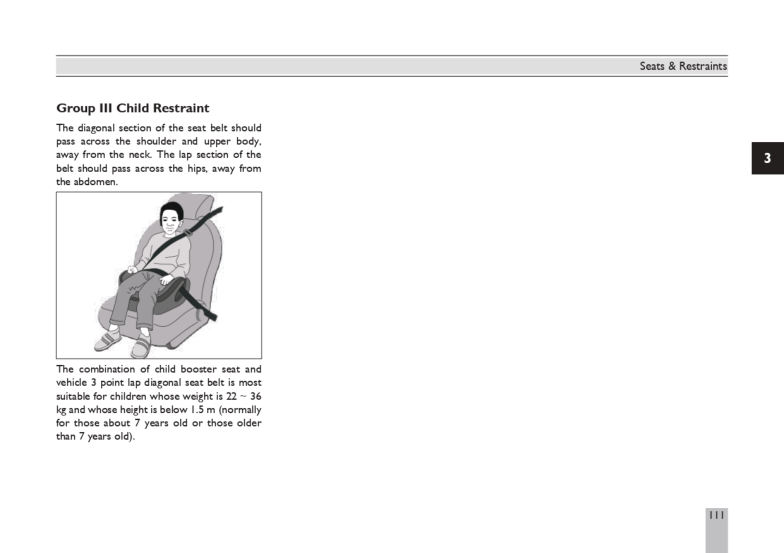 Seats & Restraints
Group III Child Restraint
The diagonal section of the seat belt should
pass across the shoulder and upper body,
away from the neck. The lap section of the
belt should pass across the hips, away from
the abdomen.
3
The combination of child booster seat and
vehicle 3 point lap diagonal seat belt is most
suitable for children whose weight is 22 ~ 36
kg and whose height is below 1.5 m (normally
for those about 7 years old or those older
than 7 years old).
111